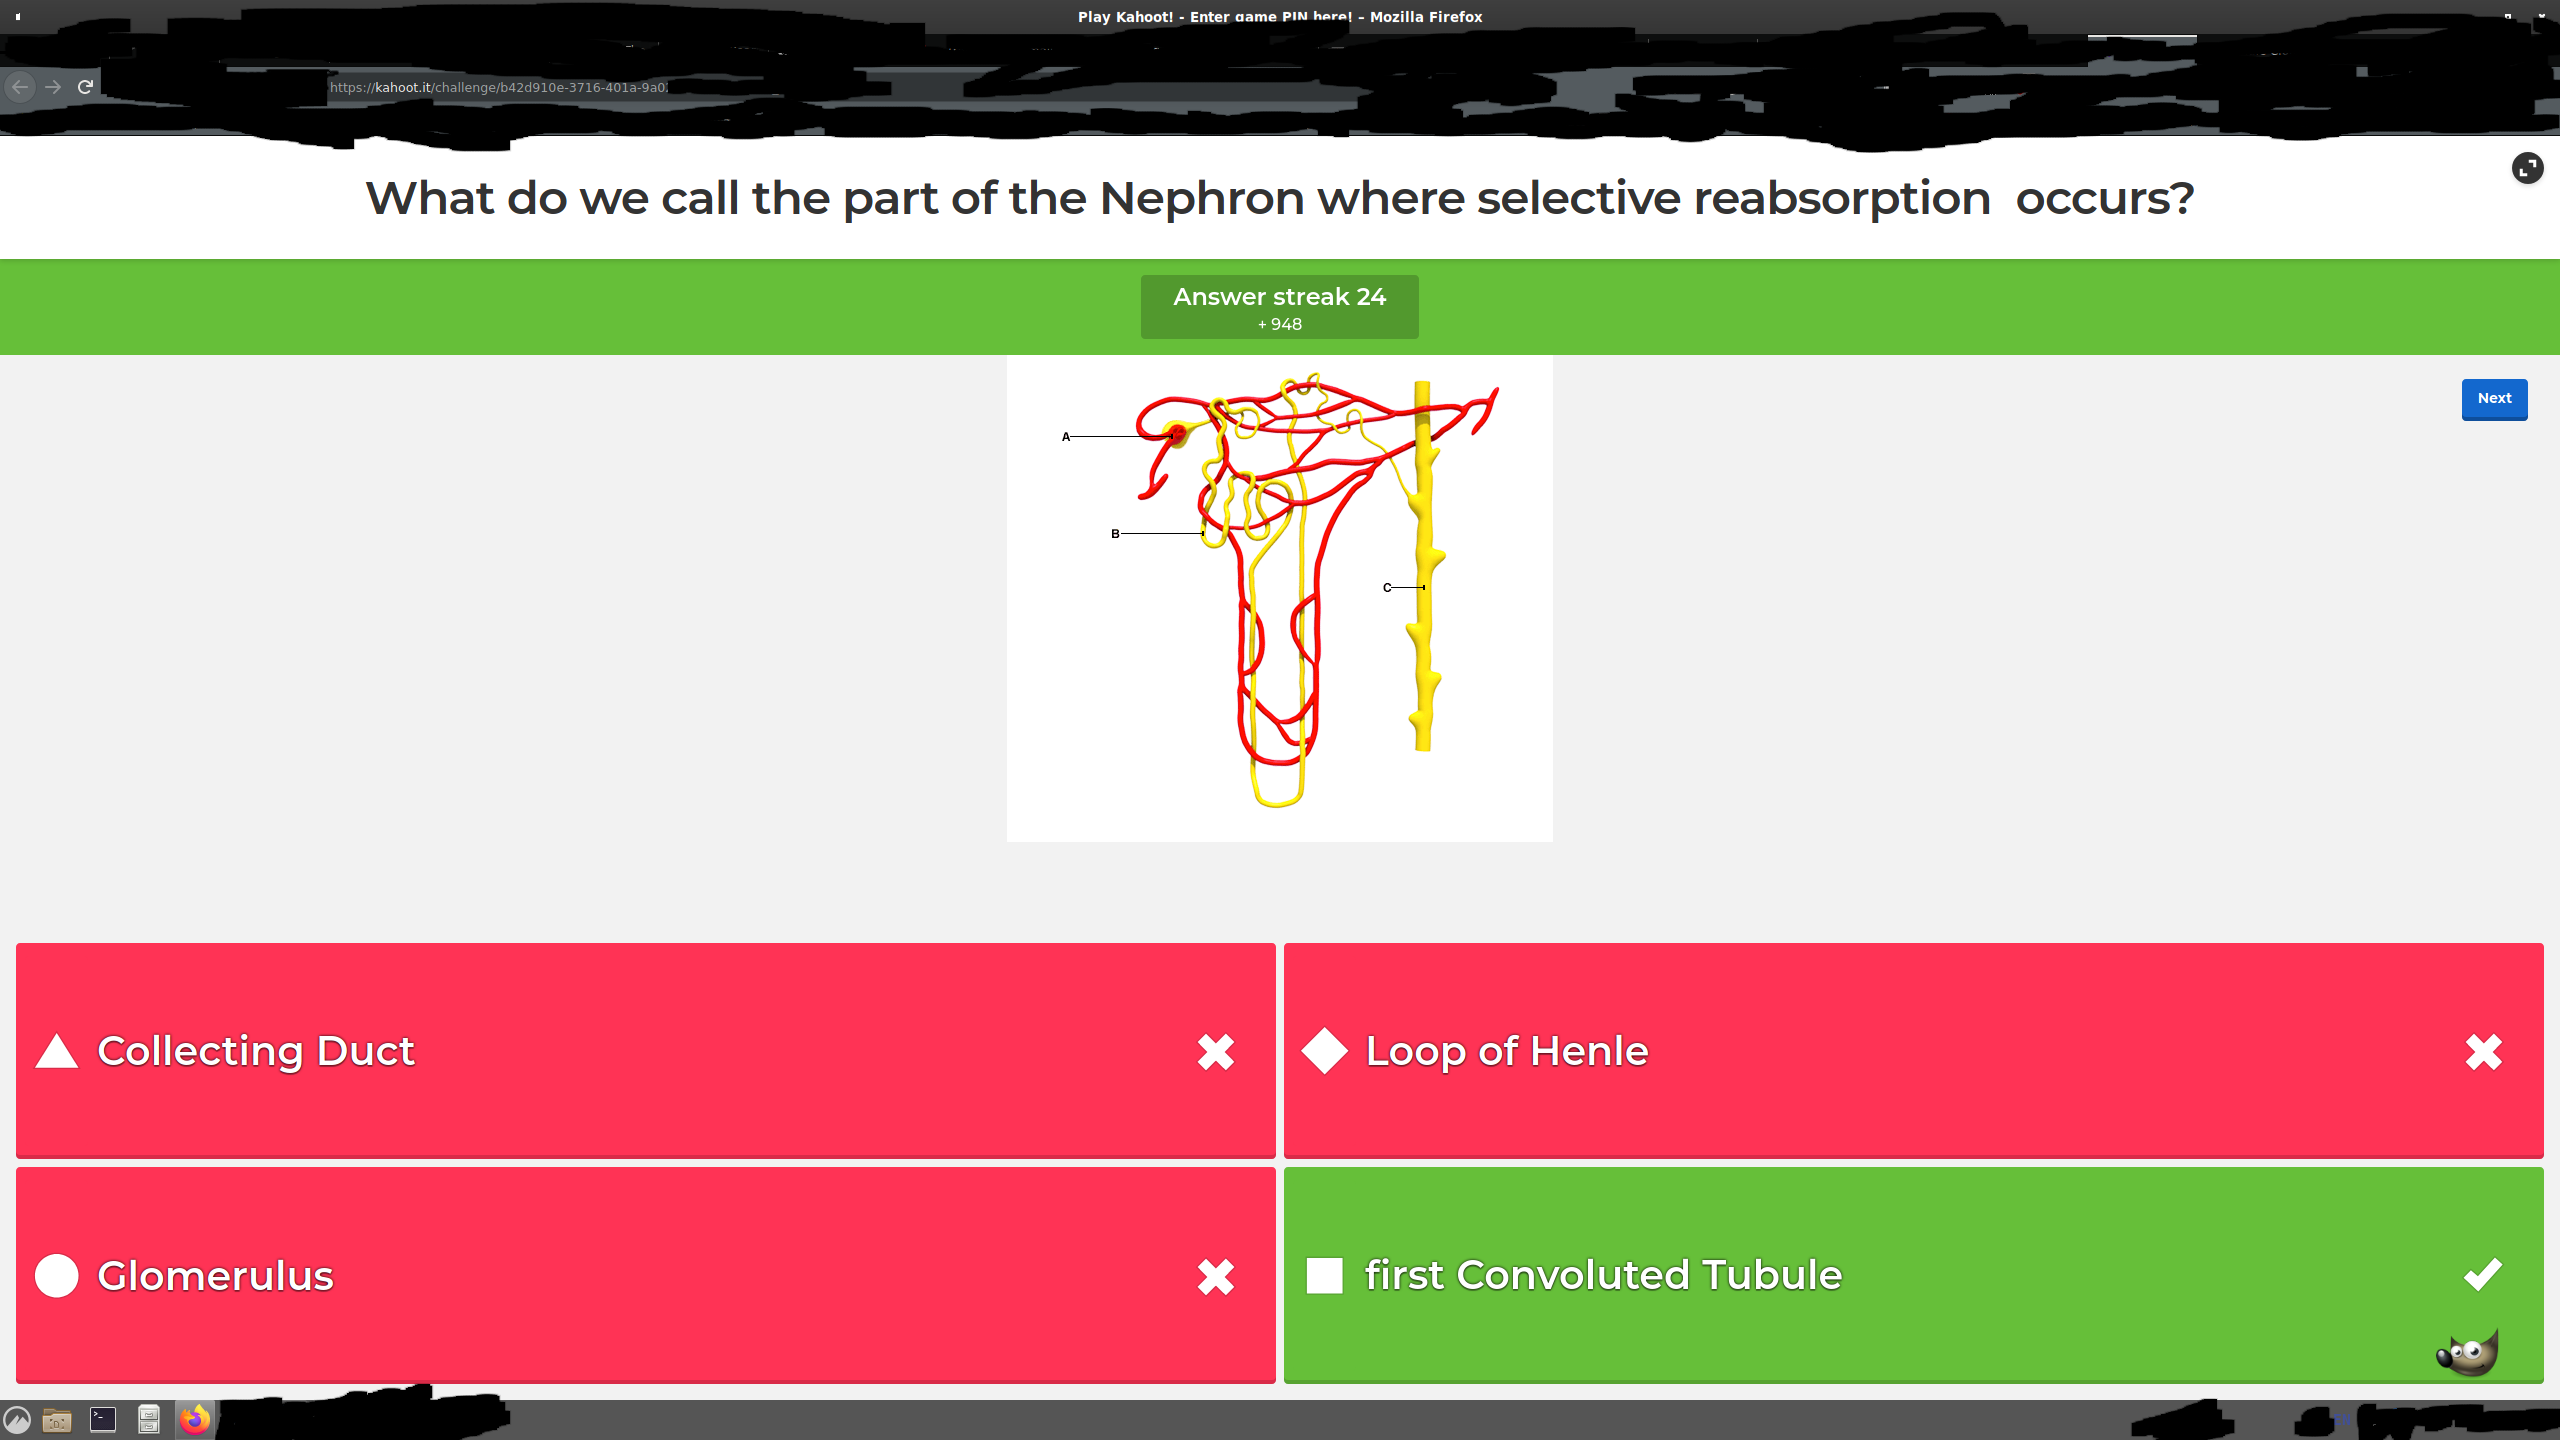 Play Kahoot! - Enter game PIN here! – Mozilla Firefox
https://kahoot.it/challenge/b42d910e-3716-401a-9a0
What do we call the part of the Nephron where selective reabsorption occurs?
Answer streak 24
+ 948
Next
A
B
C
Collecting Duct
Loop of Henle
Glomerulus
first Convoluted Tubule